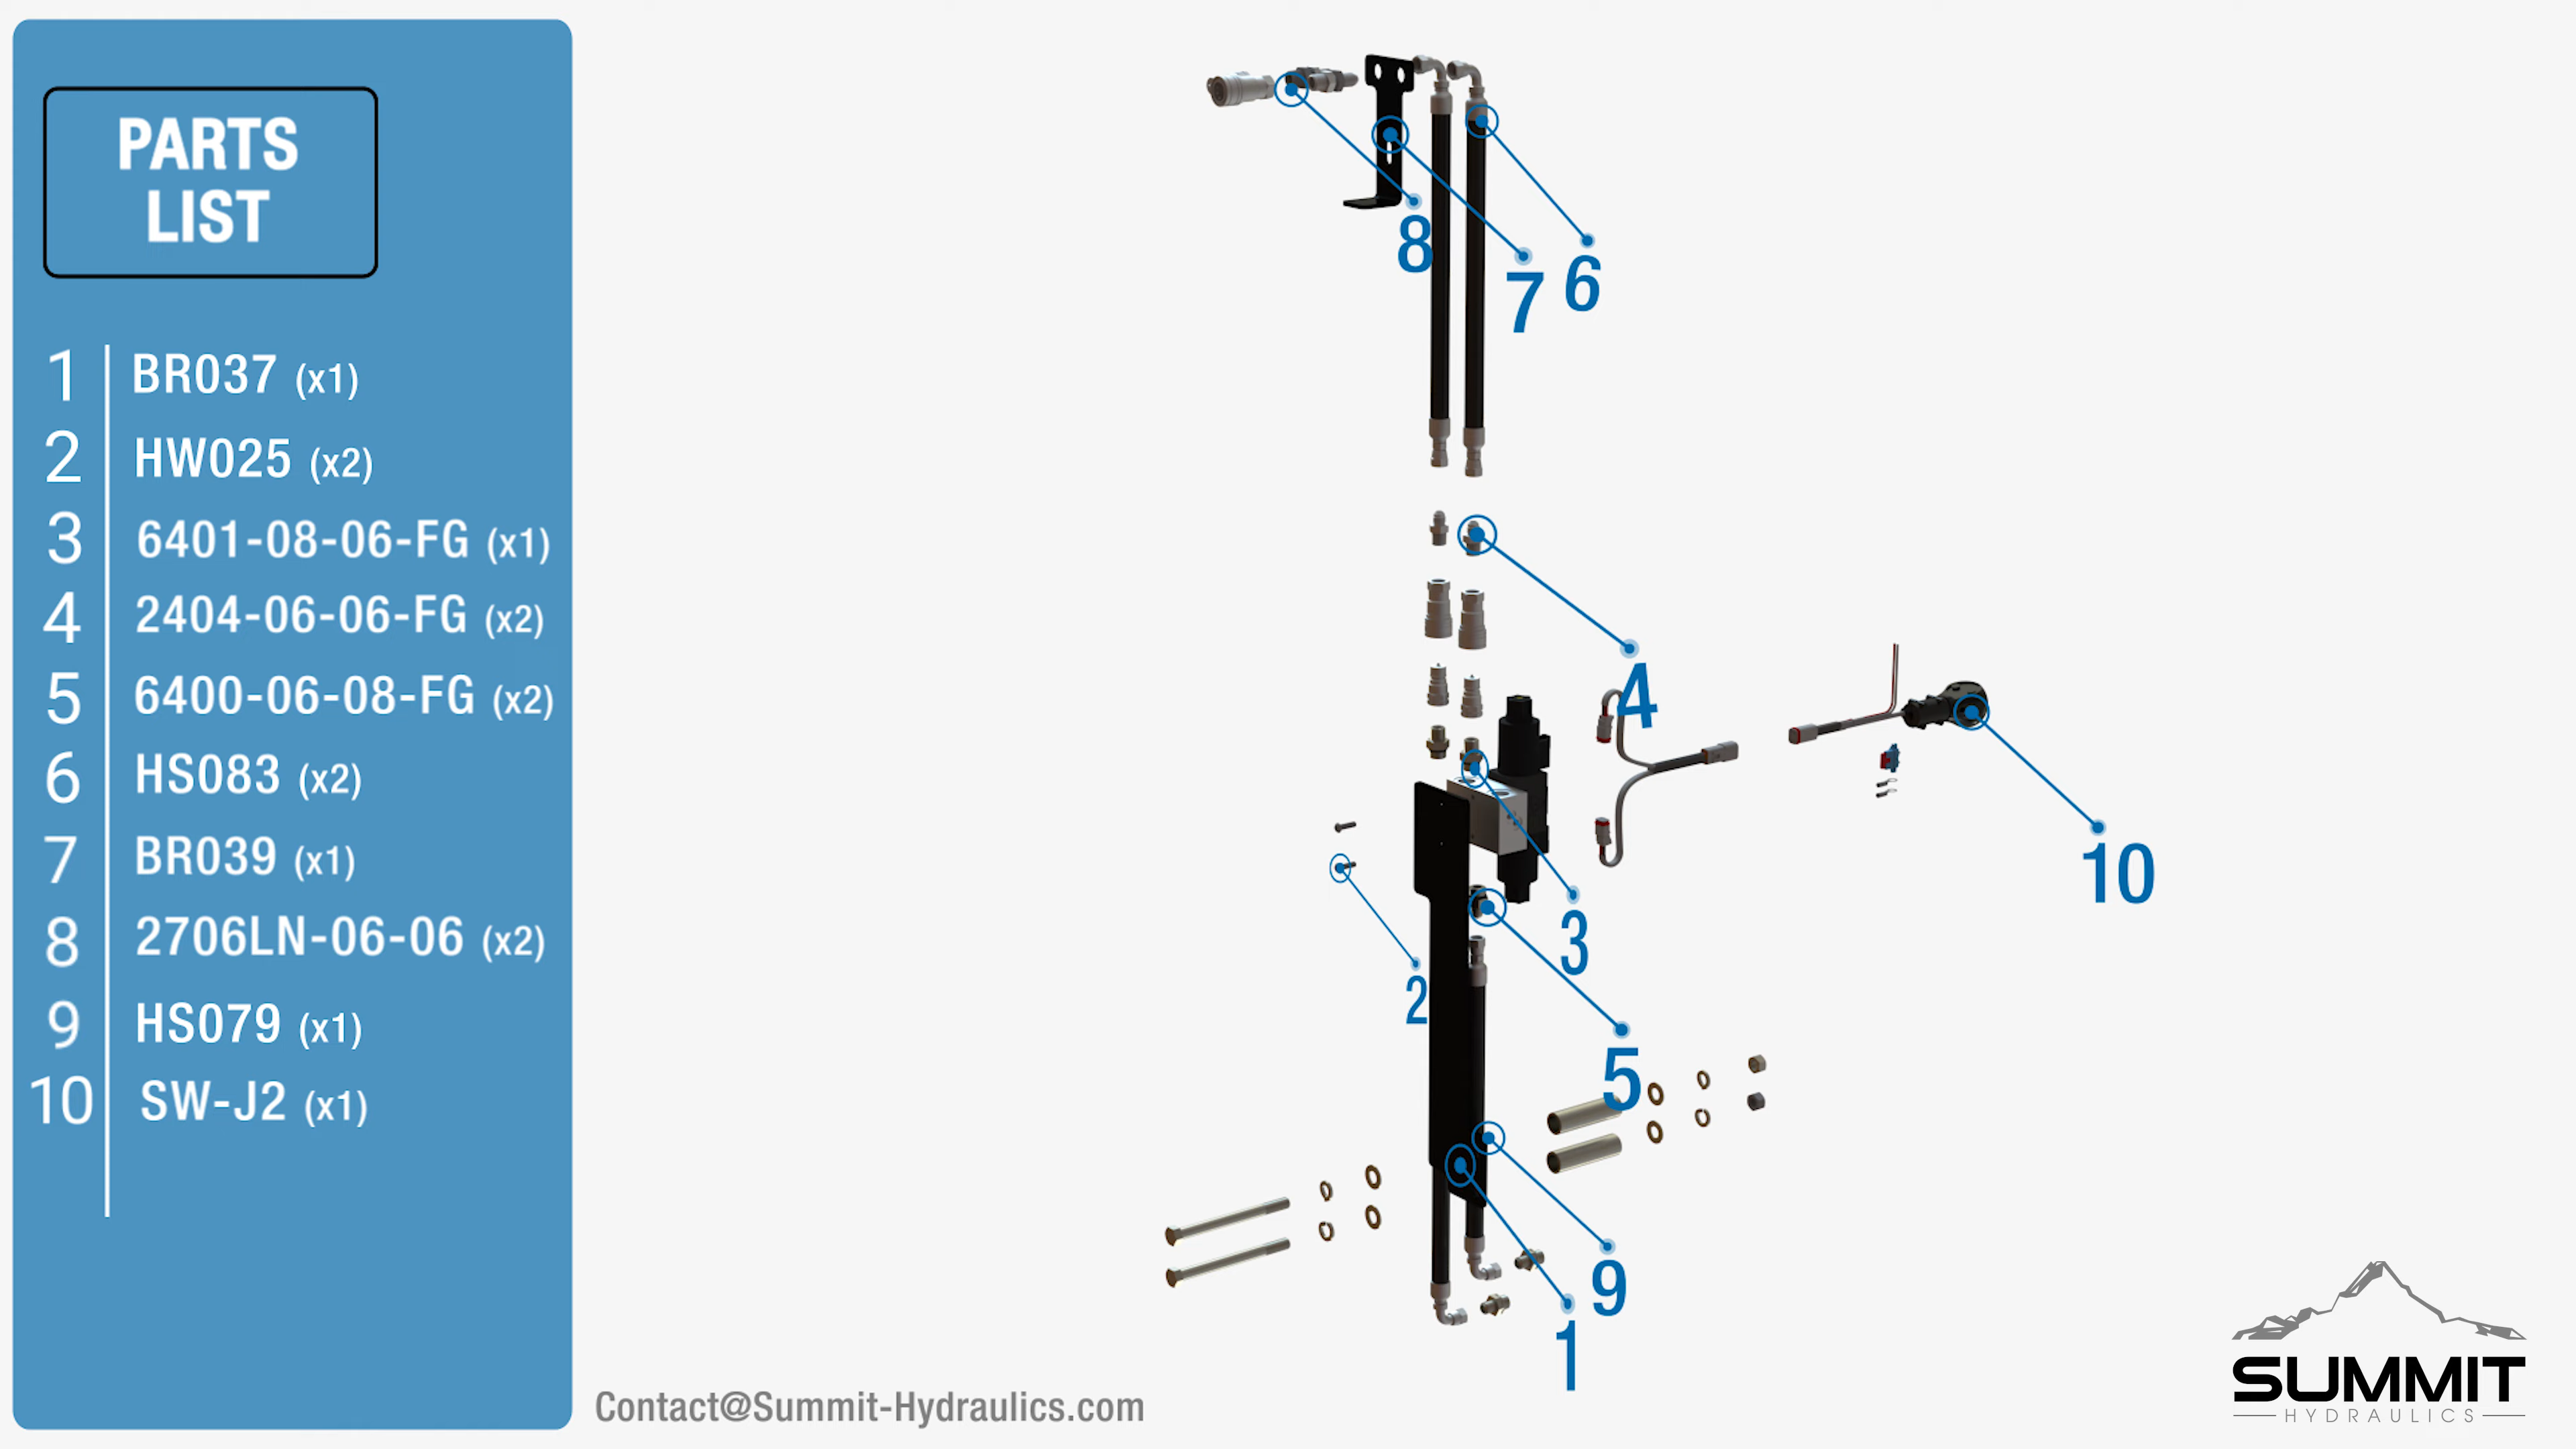 PARTS
LIST
1 BR037 (x1)
2 HW025 (x2)
3 6401-08-06-FG (x1)
4 2404-06-06-FG (x2)
5 6400-06-08-FG (x2)
6 HS083 (x2)
7 BR039 (x1)
8 2706LN-06-06 (x2)
9 HS079 (x1)
10 SW-J2 (x1)
8
7
6
4
10
3
2
5
9
1
Contact@Summit-Hydraulics.com
SUMMIT
HYDRAULICS